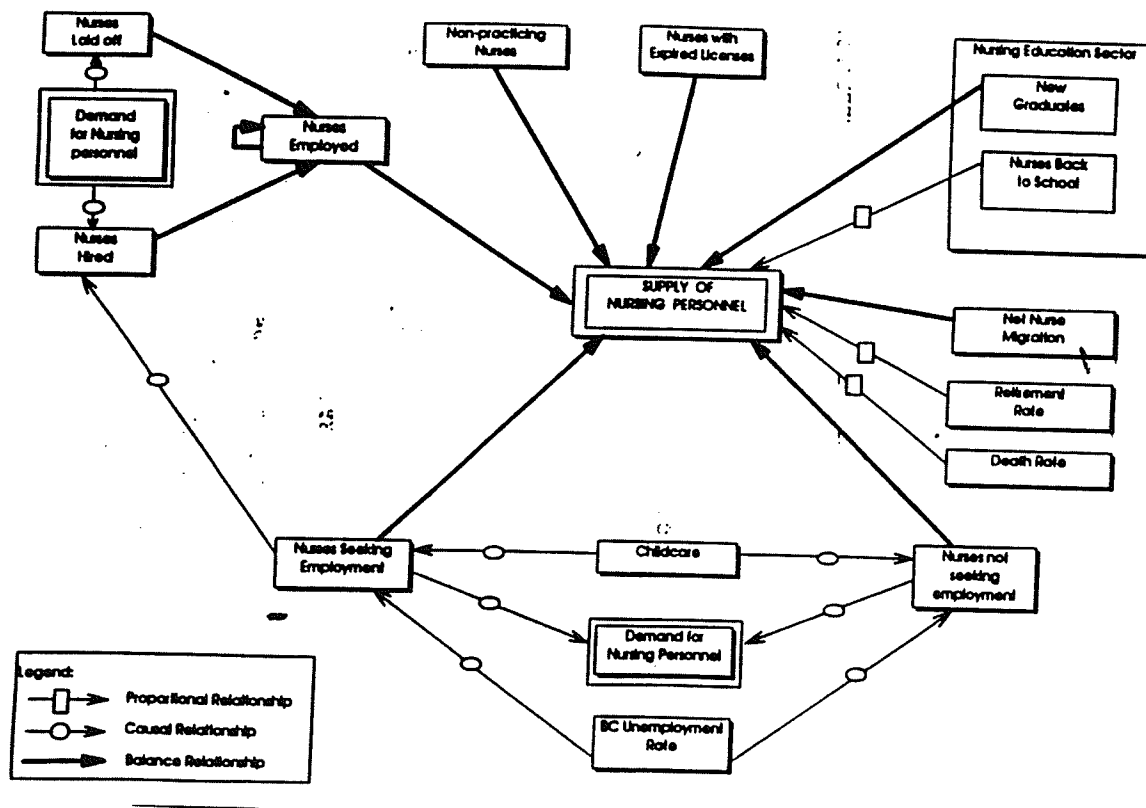 Nurses
Laid off
Non-practicing
Nurses
Nurses with
Expired Licenses
Nursing Education Sector
New
Graduates
Demand
for Nursing
personnel
Nurses
Employed
Nurses Back
to School
Nurses
Hired
SUPPLY OF
NURSING PERSONNEL
Net Nurse
Migration
Retirement
Rate
Death Rate
Nurses Seeking
Employment
Childcare
Nurses not
seeking
employment
Demand for
Nursing Personnel
BC Unemployment
Rate
Legend:
Proportional Relationship
Causal Relationship
Balance Relationship